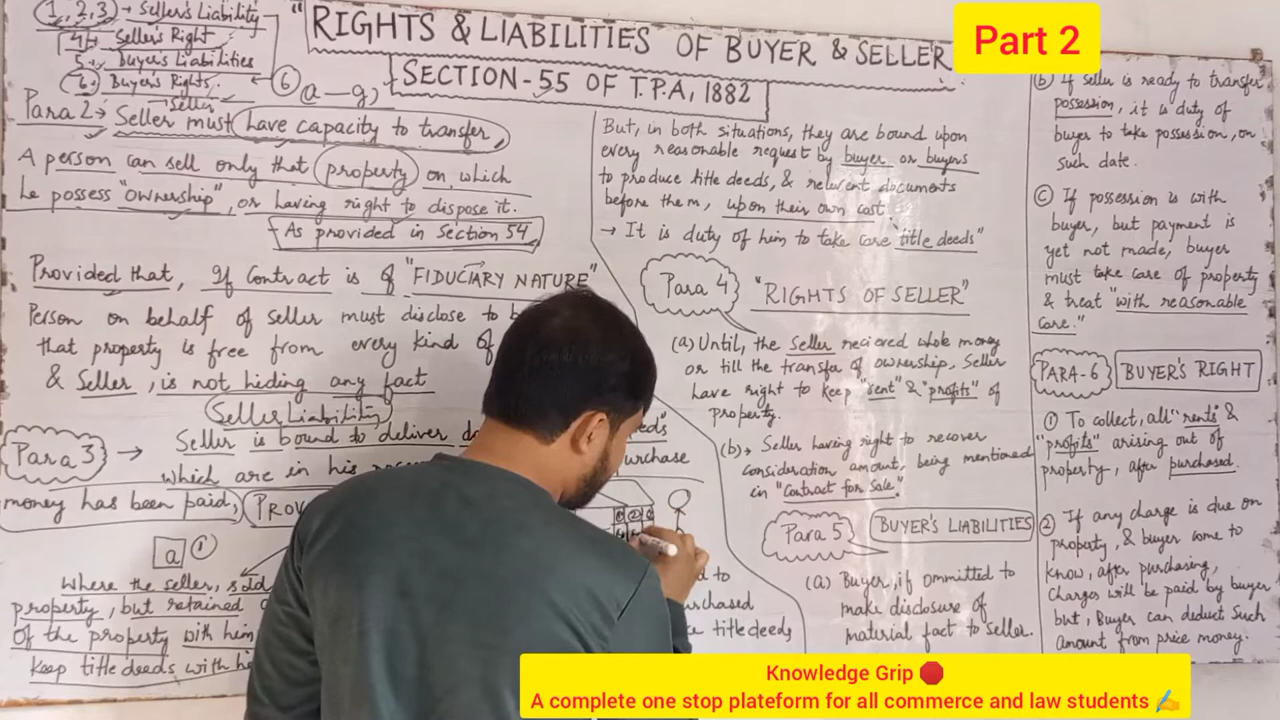 1, 2, 3) → Seller's Liability
4 → Seller's Right
5 → Buyer's Liabilities
6. Buyer's Rights.
"RIGHTS & LIABILITIES OF BUYER & SELLER
SECTION-55 OF T.P.A, 1882
6 (a-g)
Part 2
Seller
Para 2 → Seller must have capacity to transfer,
A person can sell only that property on which
he possess "ownership", or having right to dispose it.
As provided in Section 54
Provided that, If Contract is of "FIDUCIARY NATURE"
Person on behalf of seller must disclose to
that property is free from every kind of
& Seller, is not hiding any fact
Seller Liability
Para 3 → Seller is bound to deliver
which are in his
purchase
money has been paid,
a 1
Where the seller, sold
property, but retained
of the property with him
keep title deeds with
title deeds
But, in both situations, they are bound upon
every reasonable request by buyer or buyers
to produce title deeds, & relevent documents
before them, upon their own cost.
→ It is duty of him to take care title deeds"
Para 4
"RIGHTS OF SELLER"
(a) Until, the Seller recieved whole money
or till the transfer of ownership, Seller
have right to keep "rent" & "profits" of
property.
(b) → Seller having right to recover
consideration amount, being mentioned
in "Contract for Sale."
Para 5
BUYER'S LIABILITIES
(a) Buyer, if ommitted to
make disclosure of
material fact to seller.
(b) If seller is ready to transfer
possession, it is duty of
buyer to take possession, on
such date.
(c) If possession is with
buyer, but payment is
yet not made, buyer
must take care of property
& treat "with reasonable
care."
PARA-6
BUYER'S RIGHT
1 To collect, all "rents" &
"profits" arising out of
property, after purchased.
2 If any charge is due on
property, & buyer come to
know, after purchasing,
charges will be paid by buyer
but, Buyer can deduct such
amount from price money.
Knowledge Grip 🛑
A complete one stop plateform for all commerce and law students ✍️